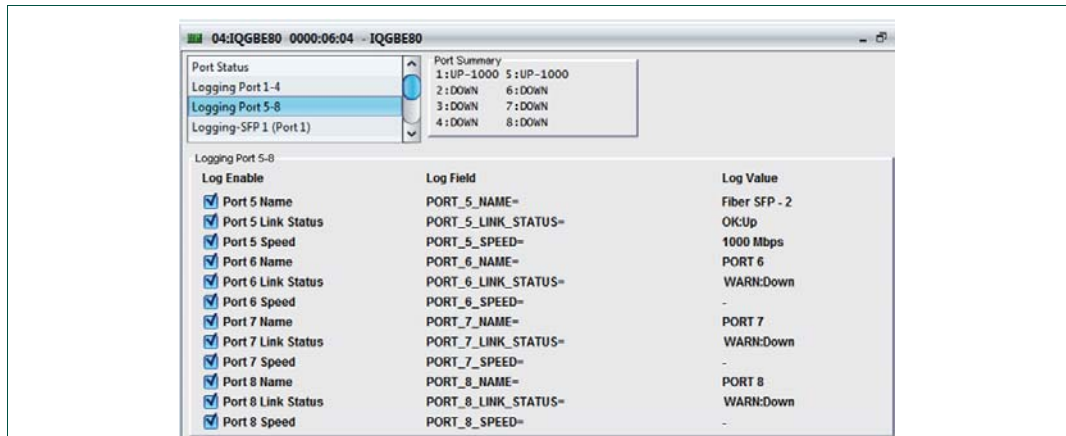 04:IQGBE80 0000:06:04 - IQGBE80
Port Status
Logging Port 1-4
Logging Port 5-8
Logging-SFP 1 (Port 1)
Port Summary
1:UP-1000 5:UP-1000
2:DOWN 6:DOWN
3:DOWN 7:DOWN
4:DOWN 8:DOWN
Logging Port 5-8
Log Enable Log Field Log Value
Port 5 Name PORT_5_NAME= Fiber SFP - 2
Port 5 Link Status PORT_5_LINK_STATUS= OK:Up
Port 5 Speed PORT_5_SPEED= 1000 Mbps
Port 6 Name PORT_6_NAME= PORT 6
Port 6 Link Status PORT_6_LINK_STATUS= WARN:Down
Port 6 Speed PORT_6_SPEED= -
Port 7 Name PORT_7_NAME= PORT 7
Port 7 Link Status PORT_7_LINK_STATUS= WARN:Down
Port 7 Speed PORT_7_SPEED= -
Port 8 Name PORT_8_NAME= PORT 8
Port 8 Link Status PORT_8_LINK_STATUS= WARN:Down
Port 8 Speed PORT_8_SPEED= -